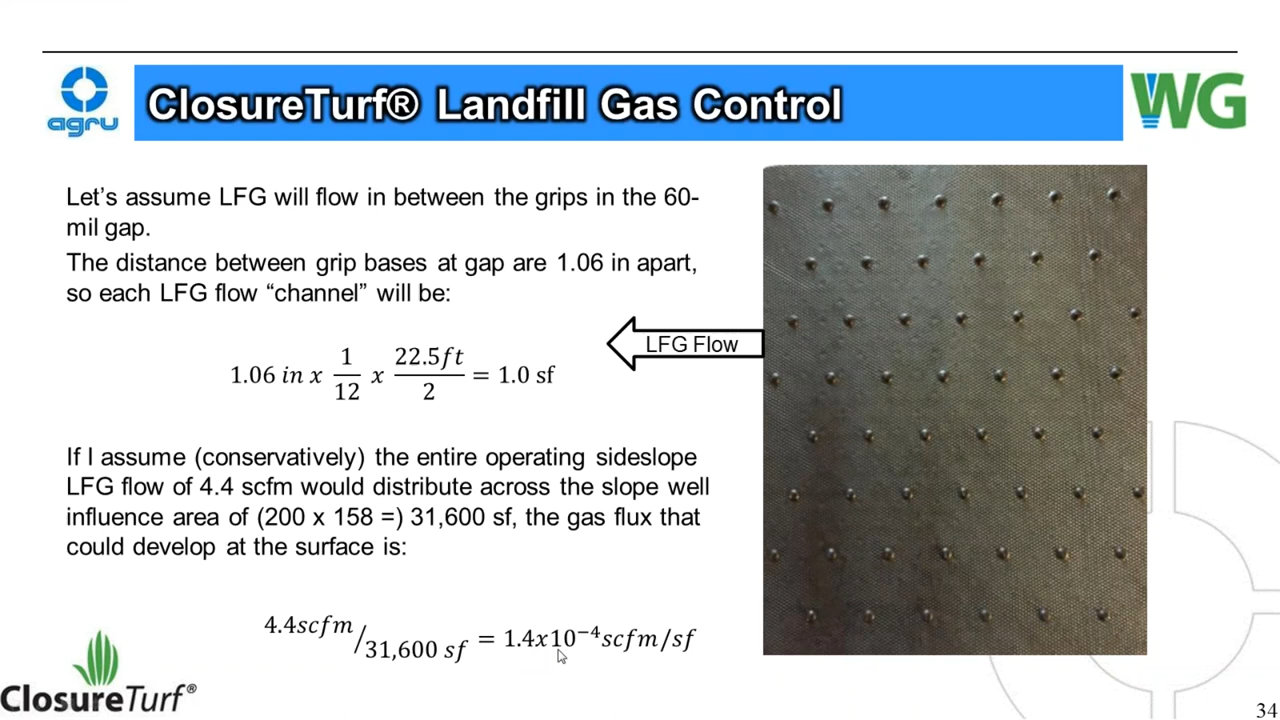 agru
ClosureTurf® Landfill Gas Control
WG
Let's assume LFG will flow in between the grips in the 60-
mil gap.
The distance between grip bases at gap are 1.06 in apart,
so each LFG flow “channel” will be:
1.06 in x 1/12 x 22.5ft/2 = 1.0 sf
LFG Flow
If I assume (conservatively) the entire operating sideslope
LFG flow of 4.4 scfm would distribute across the slope well
influence area of (200 x 158 =) 31,600 sf, the gas flux that
could develop at the surface is:
4.4scfm/31,600 sf = 1.4x10⁻⁴scfm/sf
ClosureTurf®
34